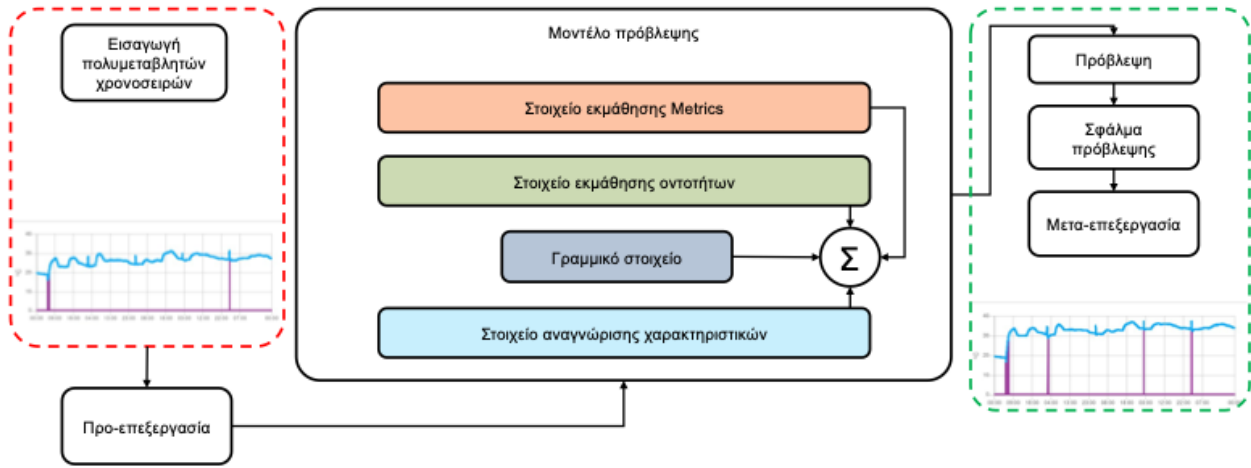 Εισαγωγή
πολυμεταβλητών
χρονοσειρών
Προ-επεξεργασία
Μοντέλο πρόβλεψης
Στοιχείο εκμάθησης Metrics
Στοιχείο εκμάθησης οντοτήτων
Γραμμικό στοιχείο
Σ
Στοιχείο αναγνώρισης χαρακτηριστικών
Πρόβλεψη
Σφάλμα
πρόβλεψης
Μετα-επεξεργασία